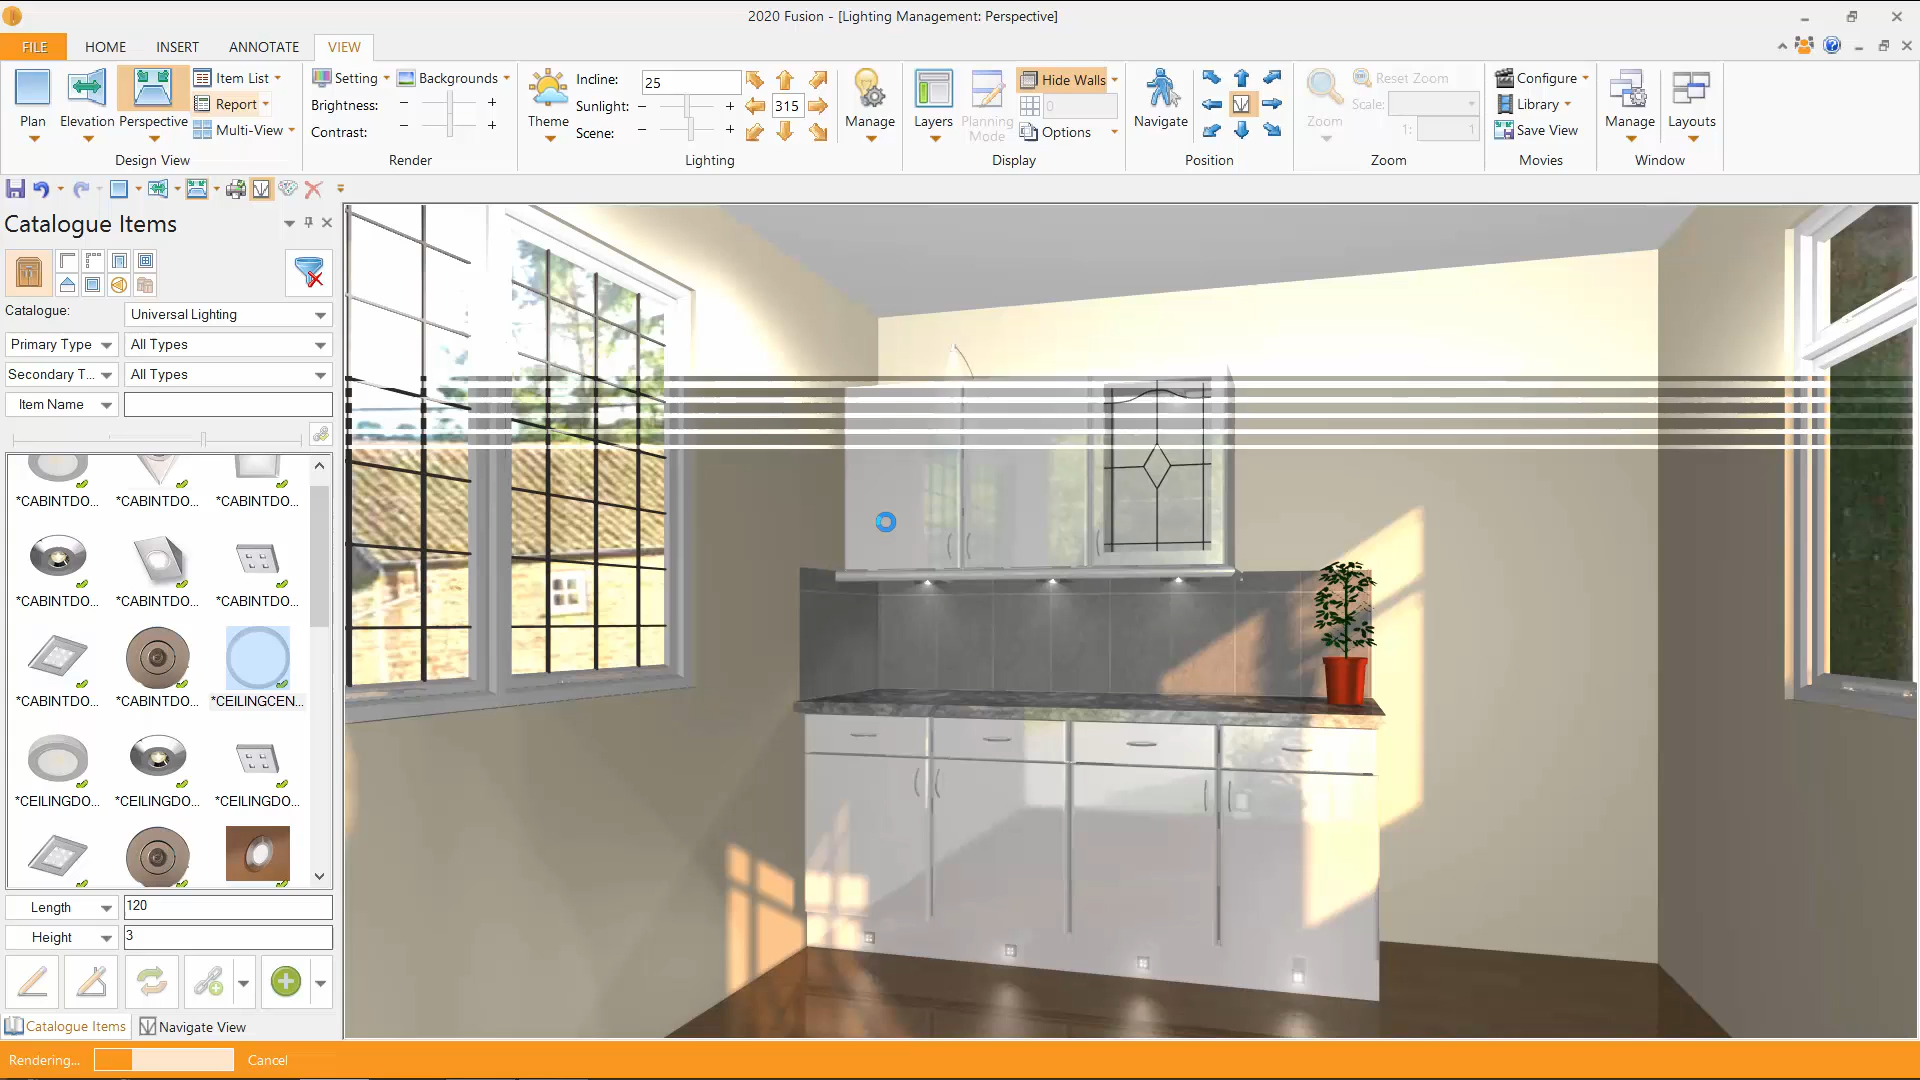 2020 Fusion - [Lighting Management: Perspective]
FILE HOME INSERT ANNOTATE VIEW
Item List
Setting Backgrounds
Incline: 25
Hide Walls
Reset Zoom
Configure
Report
Brightness: − +
Sunlight: − + 315
0
Scale:
Library
Plan Elevation Perspective
Multi-View
Contrast: − +
Theme
Scene: − +
Manage
Layers
Planning Mode
Options
Navigate
Zoom
1: 1
Save View
Manage
Layouts
Design View Render Lighting Display Position Zoom Movies Window
Catalogue Items
Catalogue: Universal Lighting
Primary Type All Types
Secondary T... All Types
Item Name
*CABINTDO... *CABINTDO... *CABINTDO...
*CABINTDO... *CABINTDO... *CABINTDO...
*CABINTDO... *CABINTDO... *CEILINGCEN...
*CEILINGDO... *CEILINGDO... *CEILINGDO...
Length 120
Height 3
Catalogue Items Navigate View
Rendering... Cancel